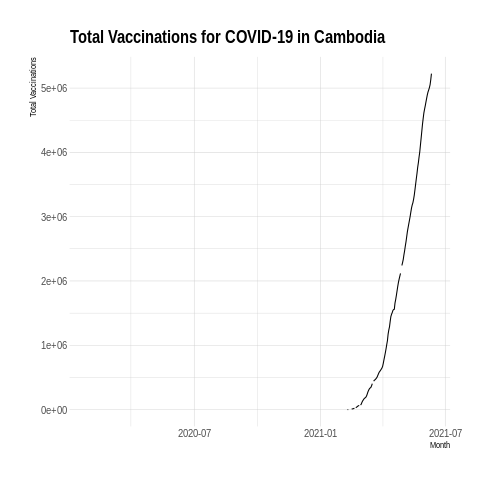 Total Vaccinations for COVID-19 in Cambodia
Total Vaccinations
5e+06
4e+06
3e+06
2e+06
1e+06
0e+00
2020-07
2021-01
2021-07
Month